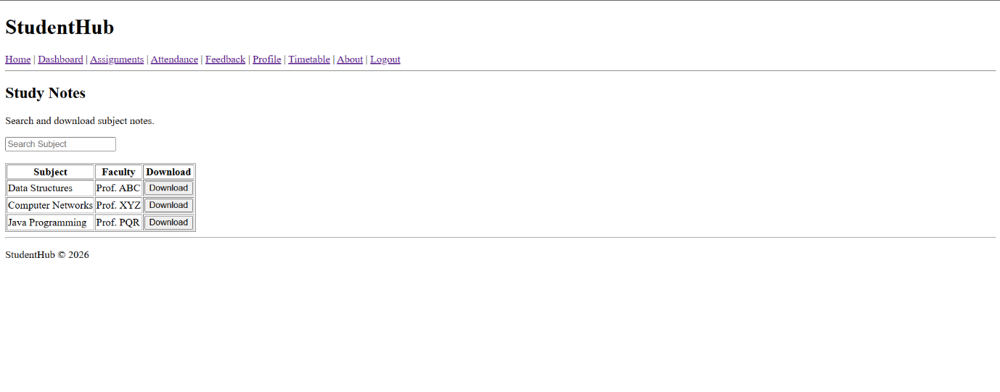 StudentHub
Home | Dashboard | Assignments | Attendance | Feedback | Profile | Timetable | About | Logout
Study Notes
Search and download subject notes.
Search Subject
Subject Faculty Download
Data Structures Prof. ABC Download
Computer Networks Prof. XYZ Download
Java Programming Prof. PQR Download
StudentHub © 2026